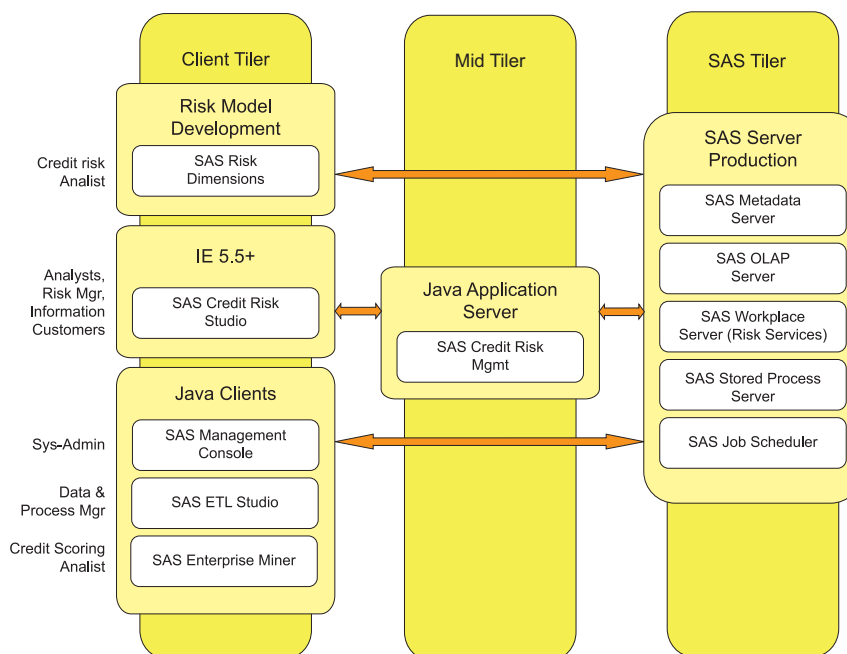 Client Tiler
Mid Tiler
SAS Tiler
Risk Model
Development
SAS Risk
Dimensions
Credit risk
Analist
IE 5.5+
SAS Credit Risk
Studio
Analysts,
Risk Mgr,
Information
Customers
Java Clients
SAS Management
Console
Sys-Admin
SAS ETL Studio
Data &
Process Mgr
SAS Enterprise Miner
Credit Scoring
Analist
Java Application
Server
SAS Credit Risk
Mgmt
SAS Server
Production
SAS Metadata
Server
SAS OLAP
Server
SAS Workplace
Server (Risk Services)
SAS Stored Process
Server
SAS Job Scheduler